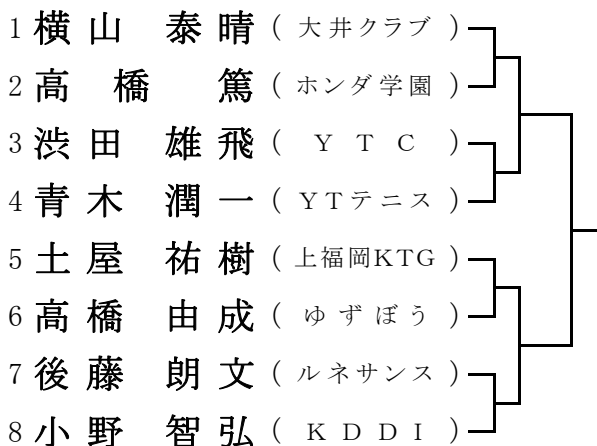 1 横山 泰晴 ( 大井クラブ )
2 高橋 篤 ( ホンダ学園 )
3 渋田 雄飛 ( YTC )
4 青木 潤一 ( YTテニス )
5 土屋 祐樹 ( 上福岡KTG )
6 高橋 由成 ( ゆずぼう )
7 後藤 朗文 ( ルネサンス )
8 小野 智弘 ( KDDI )